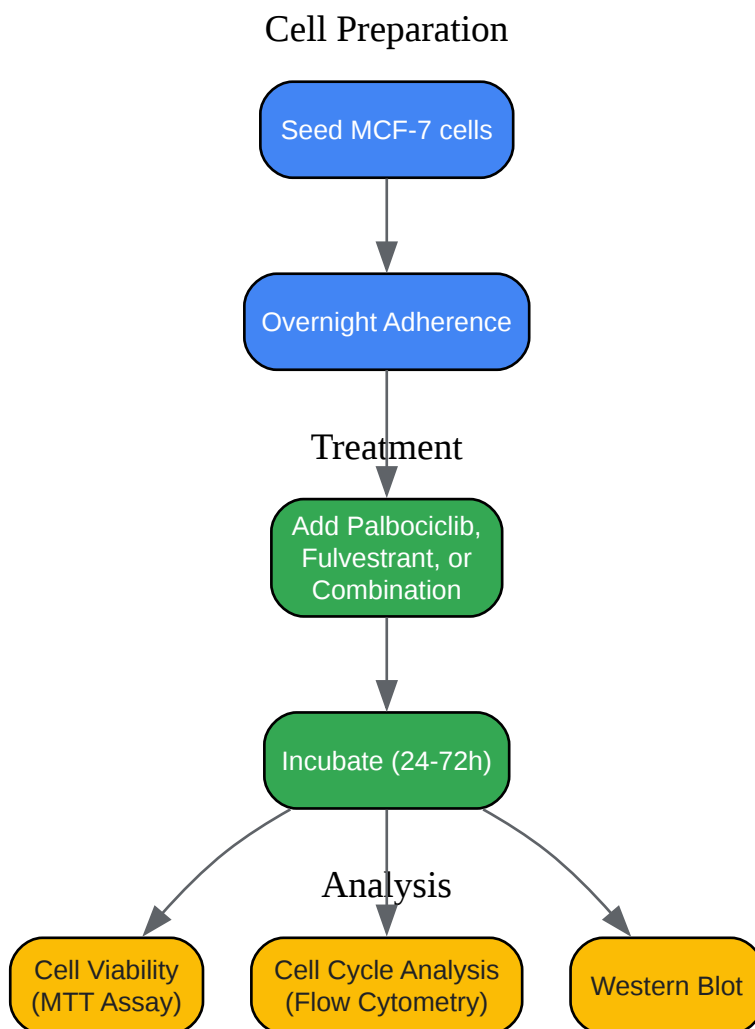 Cell Preparation
Seed MCF-7 cells
Overnight Adherence
Treatment
Add Palbociclib,
Fulvestrant, or
Combination
Incubate (24-72h)
Analysis
Cell Viability
(MTT Assay)
Cell Cycle Analysis
(Flow Cytometry)
Western Blot